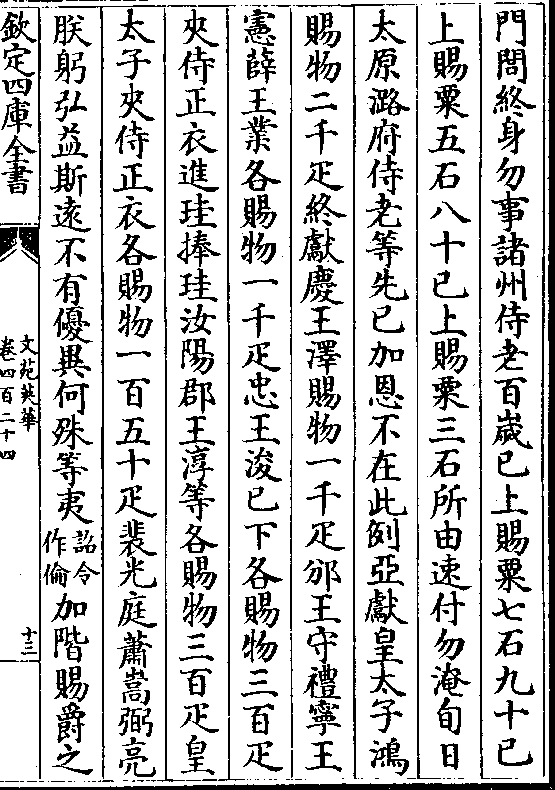 門閭終身勿事諸州侍老百嵗已上賜粟七石九十已
上賜粟五石八十已上賜粟三石所由速付勿淹旬日
太原潞府侍老等先已加恩不在此例亞獻皇太子鴻
賜物二千疋終獻慶王潭賜物一千疋邠王守禮寧王
憲薛王業各賜物一千疋忠王浚已下各賜物三百疋
夾侍正衣進珪捧珪汝陽郡王淳等各賜物三百疋皇
太子夾侍正衣各賜物一百五十疋裴光庭蕭嵩弼亮
朕躬弘益斯逺不有優異何殊等夷詔令作倫加階賜爵之
欽定四庫全書
文苑英華
卷四百二十四
十三